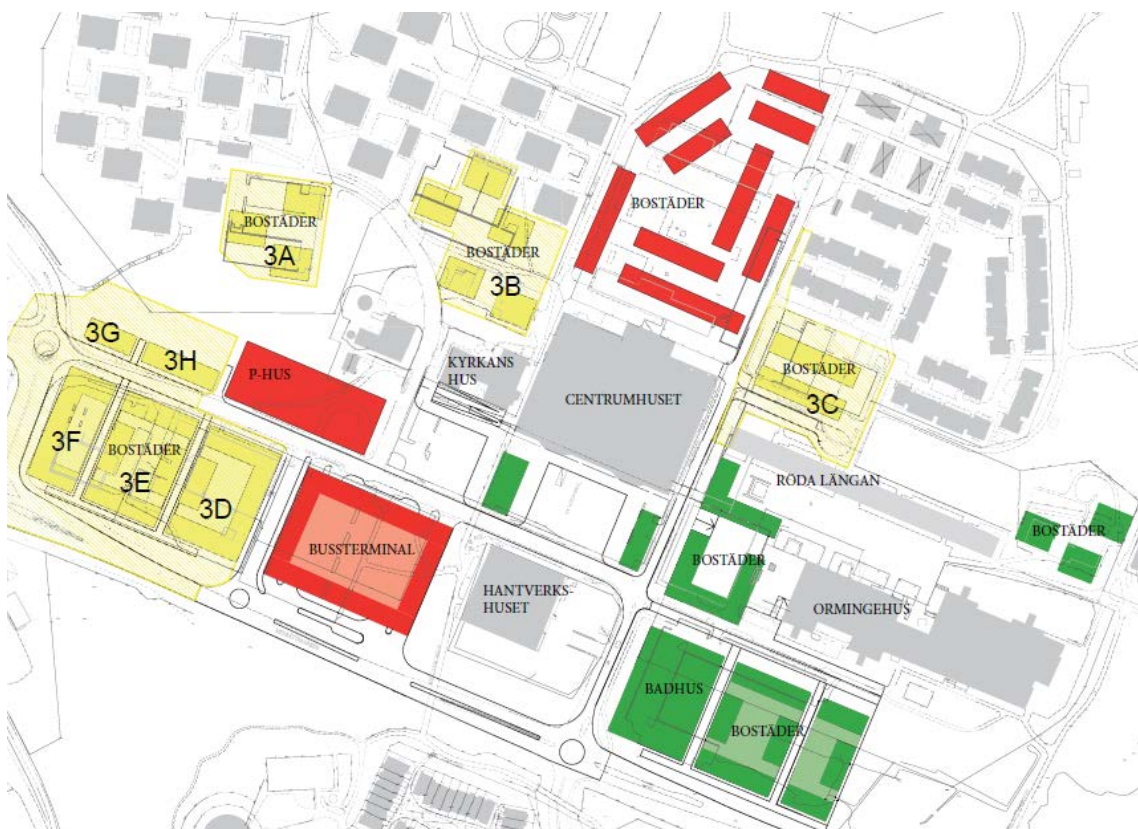 BOSTÄDER
BOSTÄDER
3A
BOSTÄDER
3B
3G
3H
P-HUS
KYRKANS
HUS
CENTRUMHUSET
BOSTÄDER
3C
3F
BOSTÄDER
3E
3D
RÖDA LÄNGAN
BOSTÄDER
BUSSTERMINAL
BOSTÄDER
HANTVERKS-
HUSET
ORMINGEHUS
BADHUS
BOSTÄDER